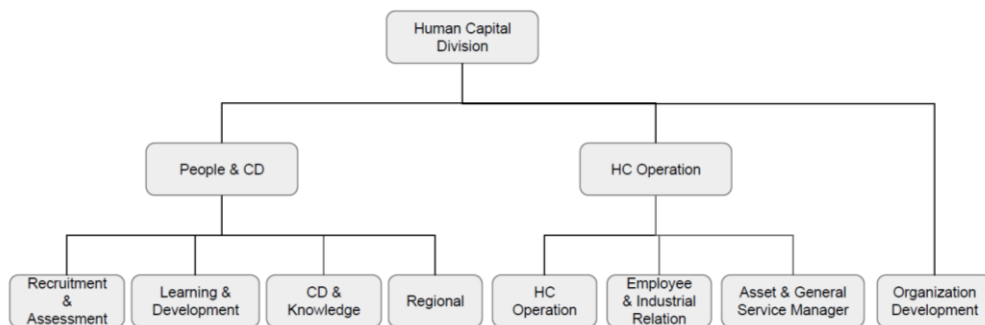 Human Capital
Division
People & CD
HC Operation
Recruitment
&
Assessment
Learning &
Development
CD &
Knowledge
Regional
HC
Operation
Employee
& Industrial
Relation
Asset & General
Service Manager
Organization
Development